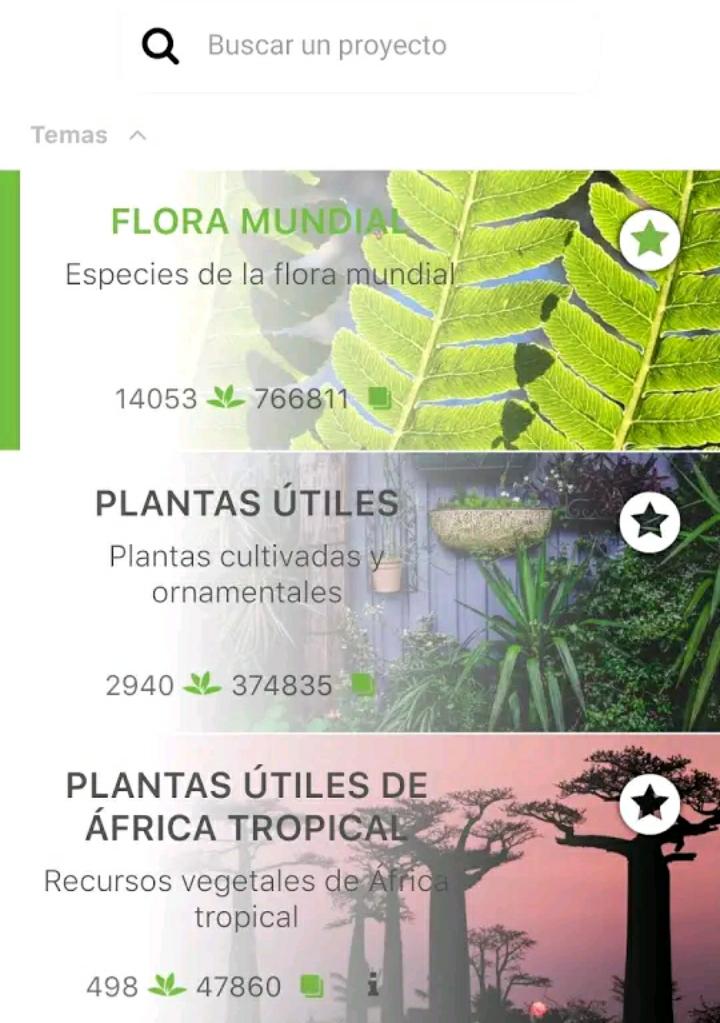 Buscar un proyecto
Temas
FLORA MUNDIAL
Especies de la flora mundial
14053 766811
PLANTAS ÚTILES
Plantas cultivadas y
ornamentales
2940 374835
PLANTAS ÚTILES DE
ÁFRICA TROPICAL
Recursos vegetales de África
tropical
498 47860 i